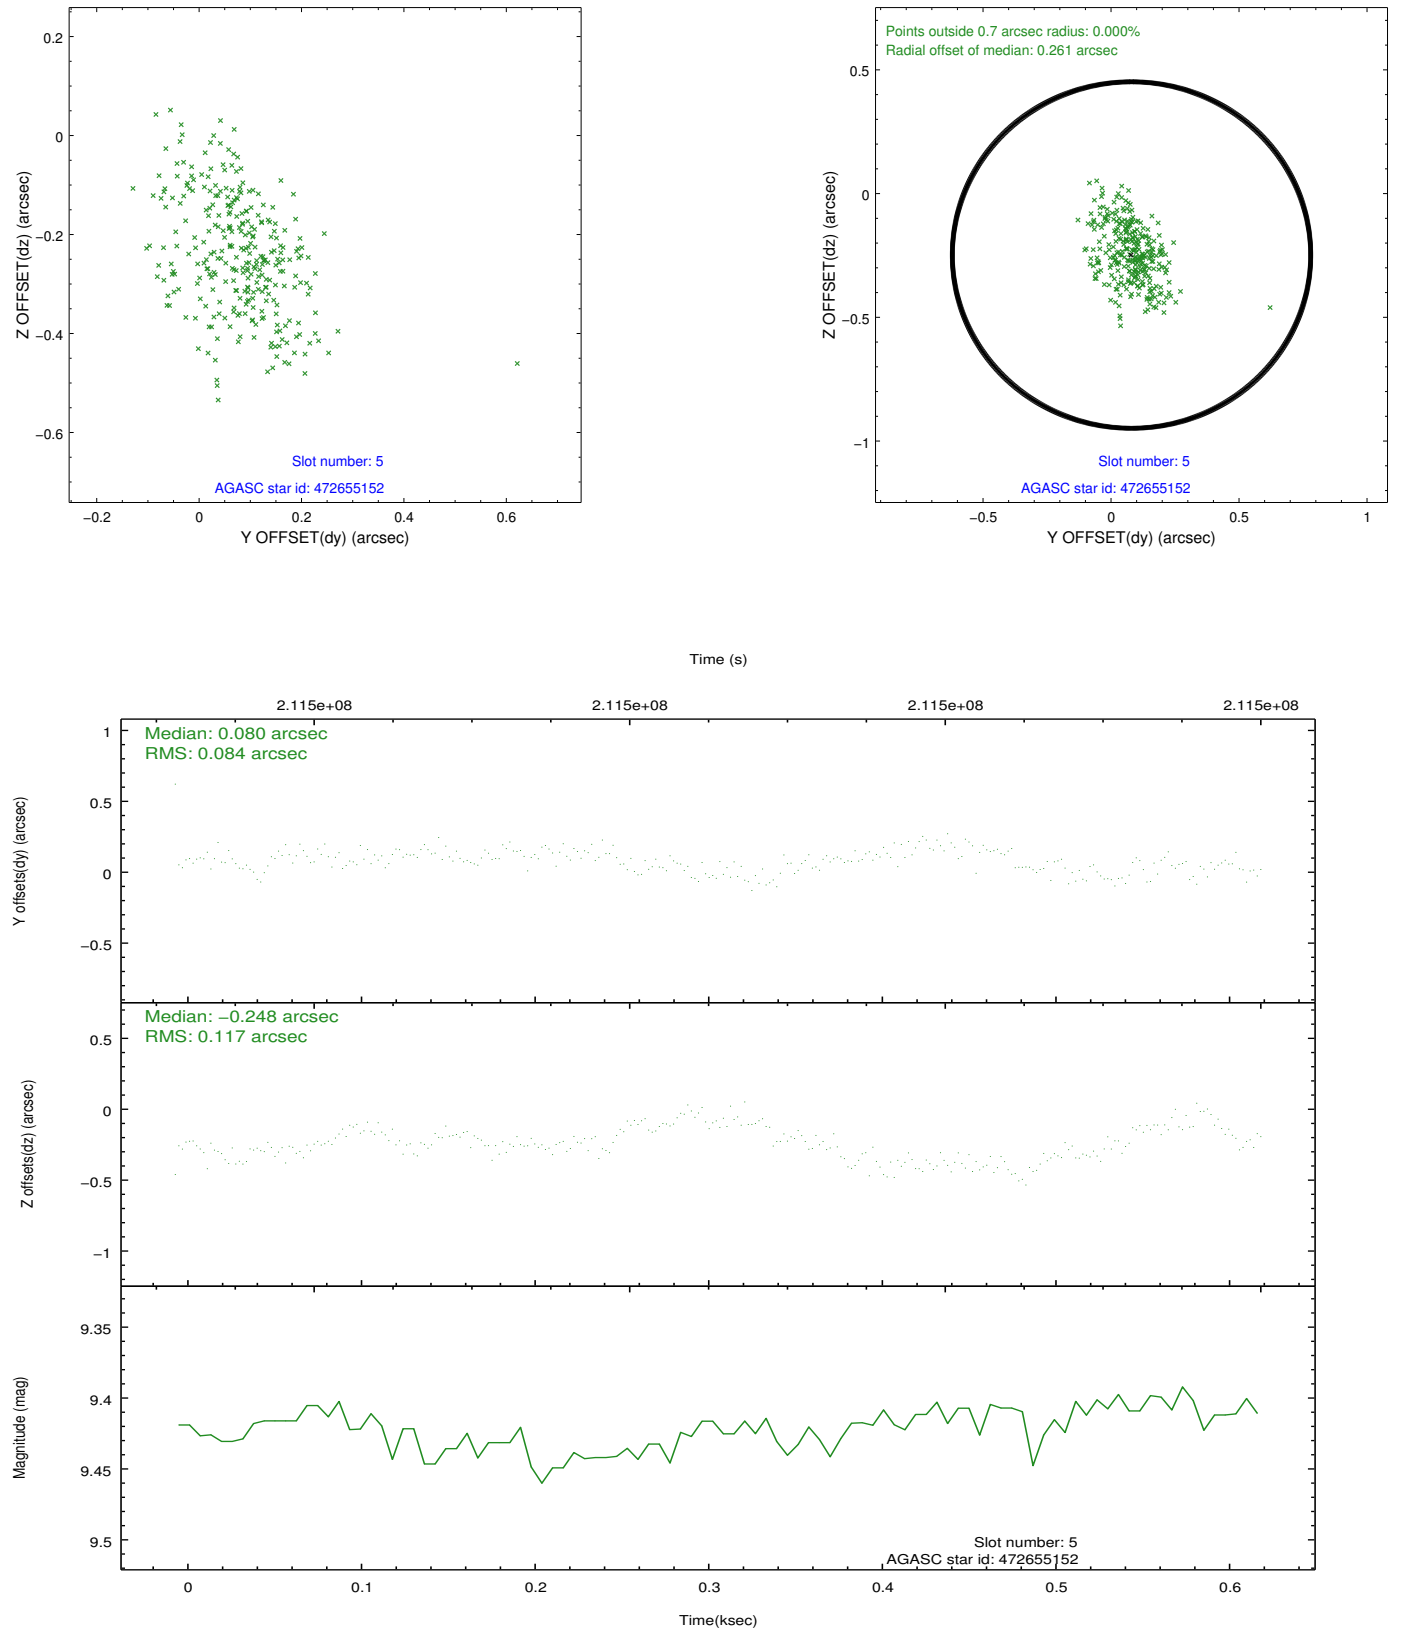 0.2
0
−0.2
−0.4
−0.6
−0.2
0
0.2
0.4
0.6
Z OFFSET(dz) (arcsec)
Y OFFSET(dy) (arcsec)
Slot number: 5
AGASC star id: 472655152
Points outside 0.7 arcsec radius: 0.000%
Radial offset of median: 0.261 arcsec
0.5
0
−0.5
−1
−0.5
0
0.5
1
Z OFFSET(dz) (arcsec)
Y OFFSET(dy) (arcsec)
Slot number: 5
AGASC star id: 472655152
Time (s)
2.115e+08
2.115e+08
2.115e+08
2.115e+08
Median: 0.080 arcsec
RMS: 0.084 arcsec
1
0.5
0
−0.5
Y offsets(dy) (arcsec)
Median: −0.248 arcsec
RMS: 0.117 arcsec
0.5
0
−0.5
−1
Z offsets(dz) (arcsec)
9.35
9.4
9.45
9.5
Magnitude (mag)
Slot number: 5
AGASC star id: 472655152
0
0.1
0.2
0.3
0.4
0.5
0.6
Time(ksec)